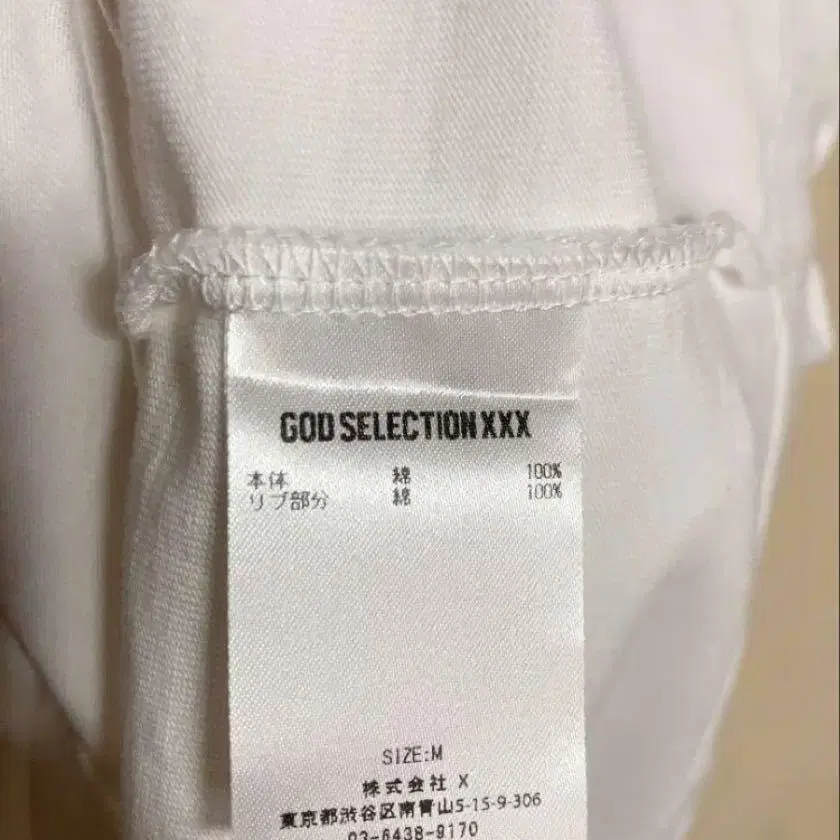 GOD SELECTION XXX
本体 綿 100%
リブ部分 綿 100%
SIZE:M
株式会社 X
東京都渋谷区南青山5-15-9-306
03-6438-9170